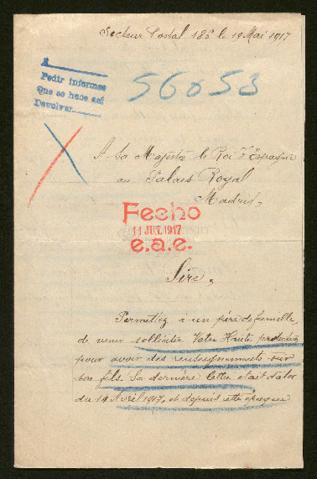 Secteur Postal, 186 le 19 Mai 1917
A
Pedir informes
Que se hace así
Devolver
56053
A Sa Majesté le Roi d'Espagne
au Palais Royal
Madrid.
Fecho
11 JUL.1917
e.a.e.
Sire,
Permettez à un père de famille,
de venir solliciter Votre Haute protection
pour avoir des renseignements sur
son fils. Sa dernière lettre était
du 14 Avril 1917, et depuis cette époque